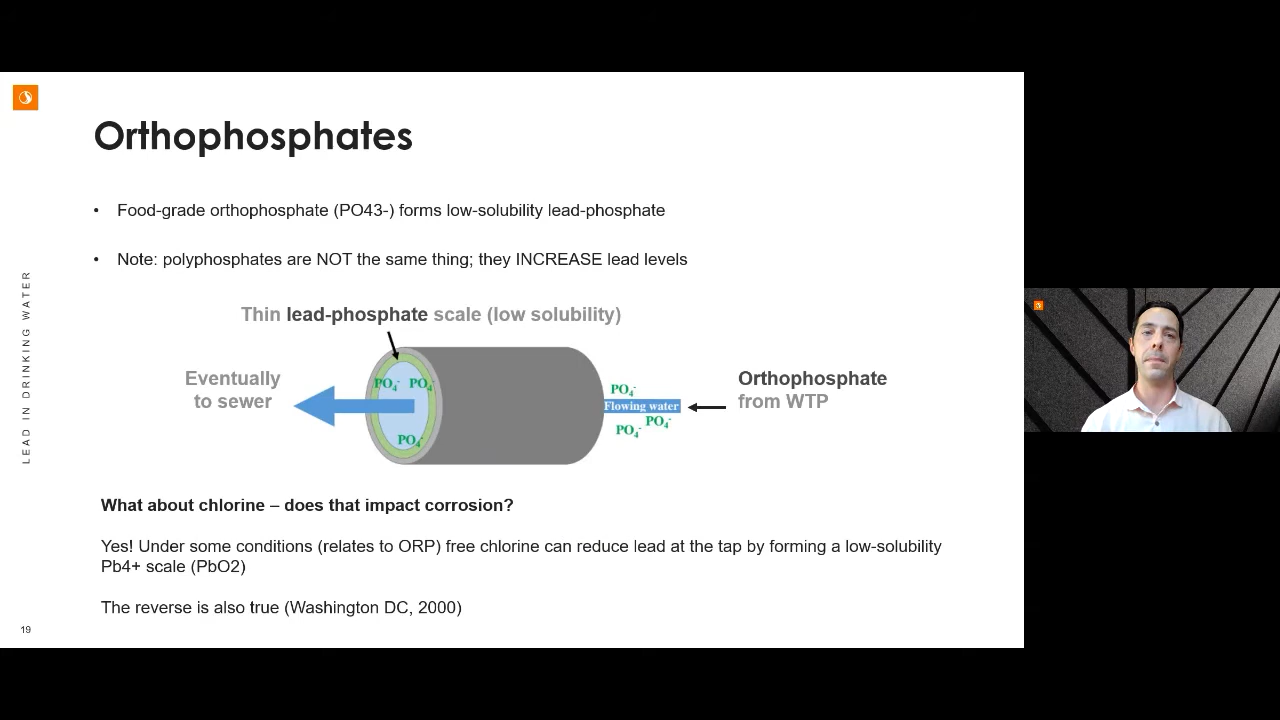 Orthophosphates
• Food-grade orthophosphate (PO43-) forms low-solubility lead-phosphate
• Note: polyphosphates are NOT the same thing; they INCREASE lead levels
LEAD IN DRINKING WATER
Thin lead-phosphate scale (low solubility)
Eventually
to sewer
PO4-
PO4-
PO4-
PO4-
Flowing water
PO4-
PO4-
Orthophosphate
from WTP
What about chlorine – does that impact corrosion?
Yes! Under some conditions (relates to ORP) free chlorine can reduce lead at the tap by forming a low-solubility
Pb4+ scale (PbO2)
The reverse is also true (Washington DC, 2000)
19